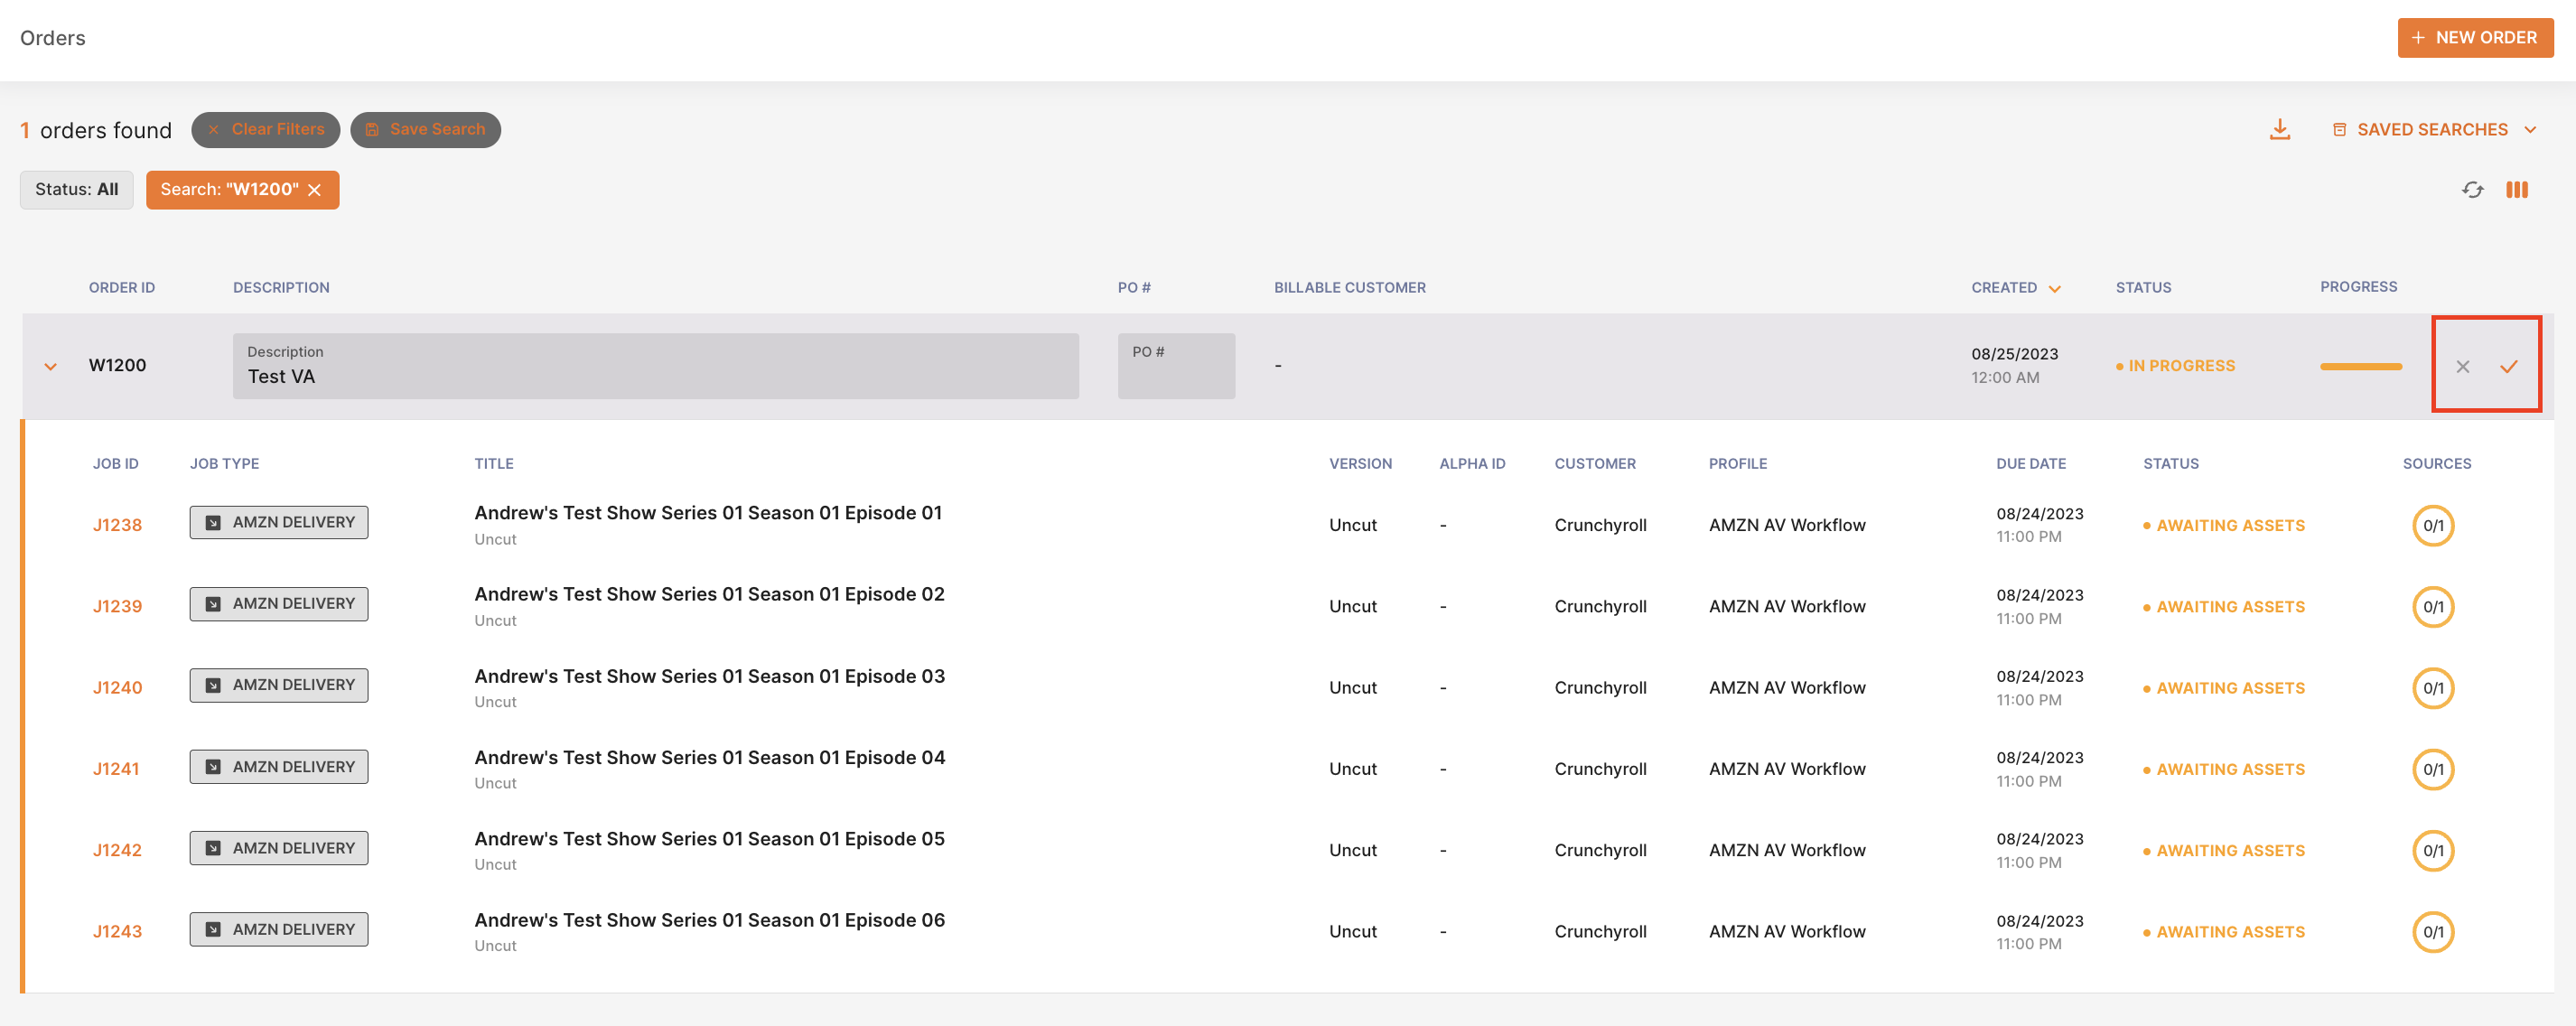 Orders
+ NEW ORDER
1 orders found
Clear Filters
Save Search
SAVED SEARCHES
Status: All
Search: "W1200"
ORDER ID DESCRIPTION PO # BILLABLE CUSTOMER CREATED STATUS PROGRESS
Description
PO #
W1200 Test VA - 08/25/2023 IN PROGRESS
12:00 AM
JOB ID JOB TYPE TITLE VERSION ALPHA ID CUSTOMER PROFILE DUE DATE STATUS SOURCES
J1238 AMZN DELIVERY Andrew's Test Show Series 01 Season 01 Episode 01 Uncut - Crunchyroll AMZN AV Workflow 08/24/2023 AWAITING ASSETS 0/1
Uncut 11:00 PM
J1239 AMZN DELIVERY Andrew's Test Show Series 01 Season 01 Episode 02 Uncut - Crunchyroll AMZN AV Workflow 08/24/2023 AWAITING ASSETS 0/1
Uncut 11:00 PM
J1240 AMZN DELIVERY Andrew's Test Show Series 01 Season 01 Episode 03 Uncut - Crunchyroll AMZN AV Workflow 08/24/2023 AWAITING ASSETS 0/1
Uncut 11:00 PM
J1241 AMZN DELIVERY Andrew's Test Show Series 01 Season 01 Episode 04 Uncut - Crunchyroll AMZN AV Workflow 08/24/2023 AWAITING ASSETS 0/1
Uncut 11:00 PM
J1242 AMZN DELIVERY Andrew's Test Show Series 01 Season 01 Episode 05 Uncut - Crunchyroll AMZN AV Workflow 08/24/2023 AWAITING ASSETS 0/1
Uncut 11:00 PM
J1243 AMZN DELIVERY Andrew's Test Show Series 01 Season 01 Episode 06 Uncut - Crunchyroll AMZN AV Workflow 08/24/2023 AWAITING ASSETS 0/1
Uncut 11:00 PM